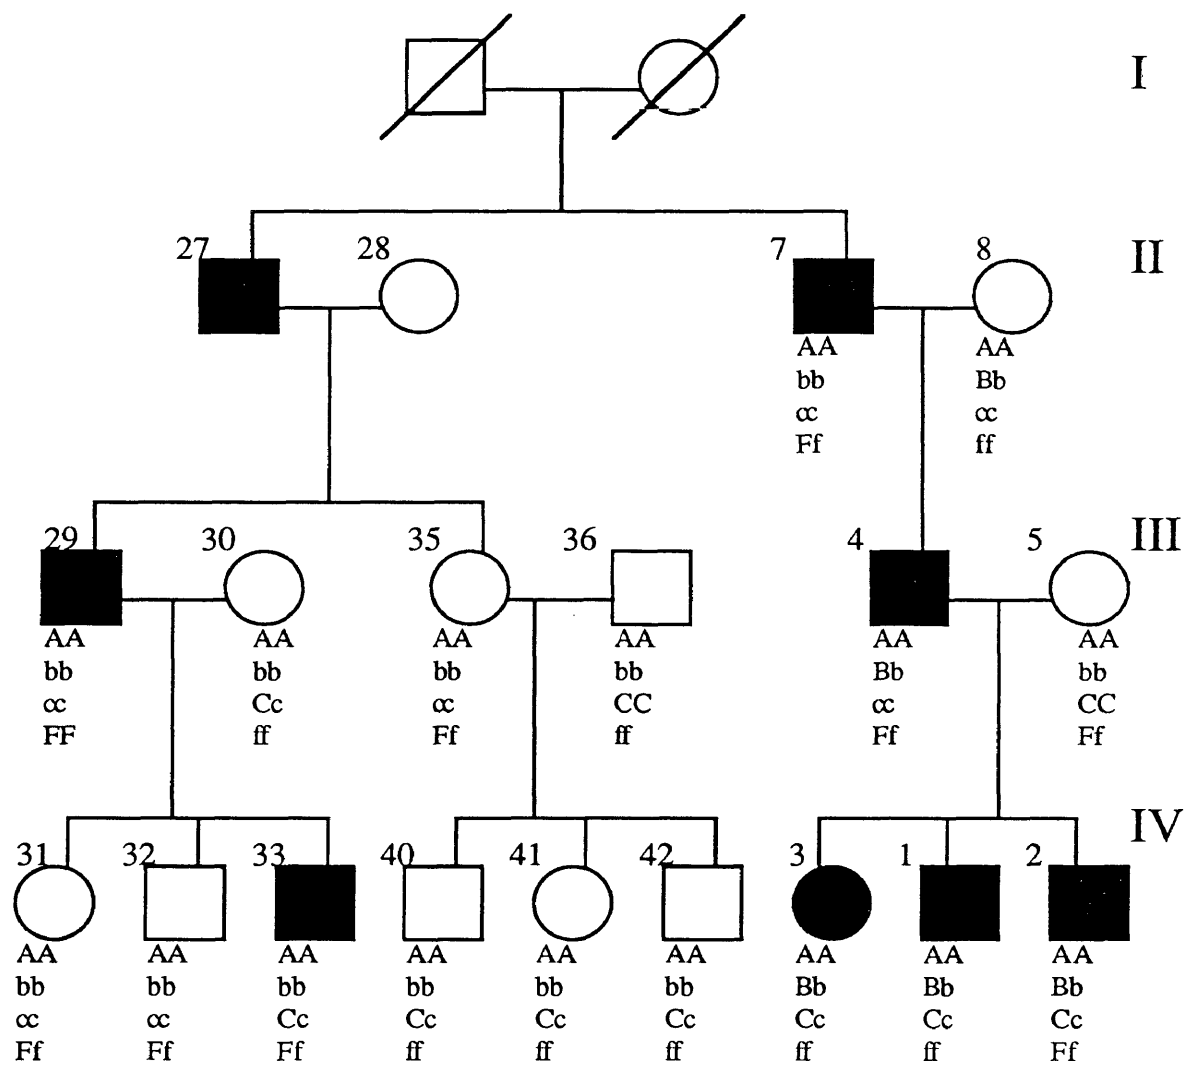 I
27 28 7 8 II
AA AA
bb Bb
cc cc
Ff ff
29 30 35 36 4 5 III
AA AA AA AA AA AA
bb bb bb bb Bb bb
cc Cc cc CC cc CC
FF ff Ff ff Ff Ff
IV
31 32 33 40 41 42 3 1 2
AA AA AA AA AA AA AA AA AA
bb bb bb bb bb bb Bb Bb Bb
cc cc Cc Cc Cc Cc Cc Cc Cc
Ff Ff Ff ff ff ff ff ff Ff